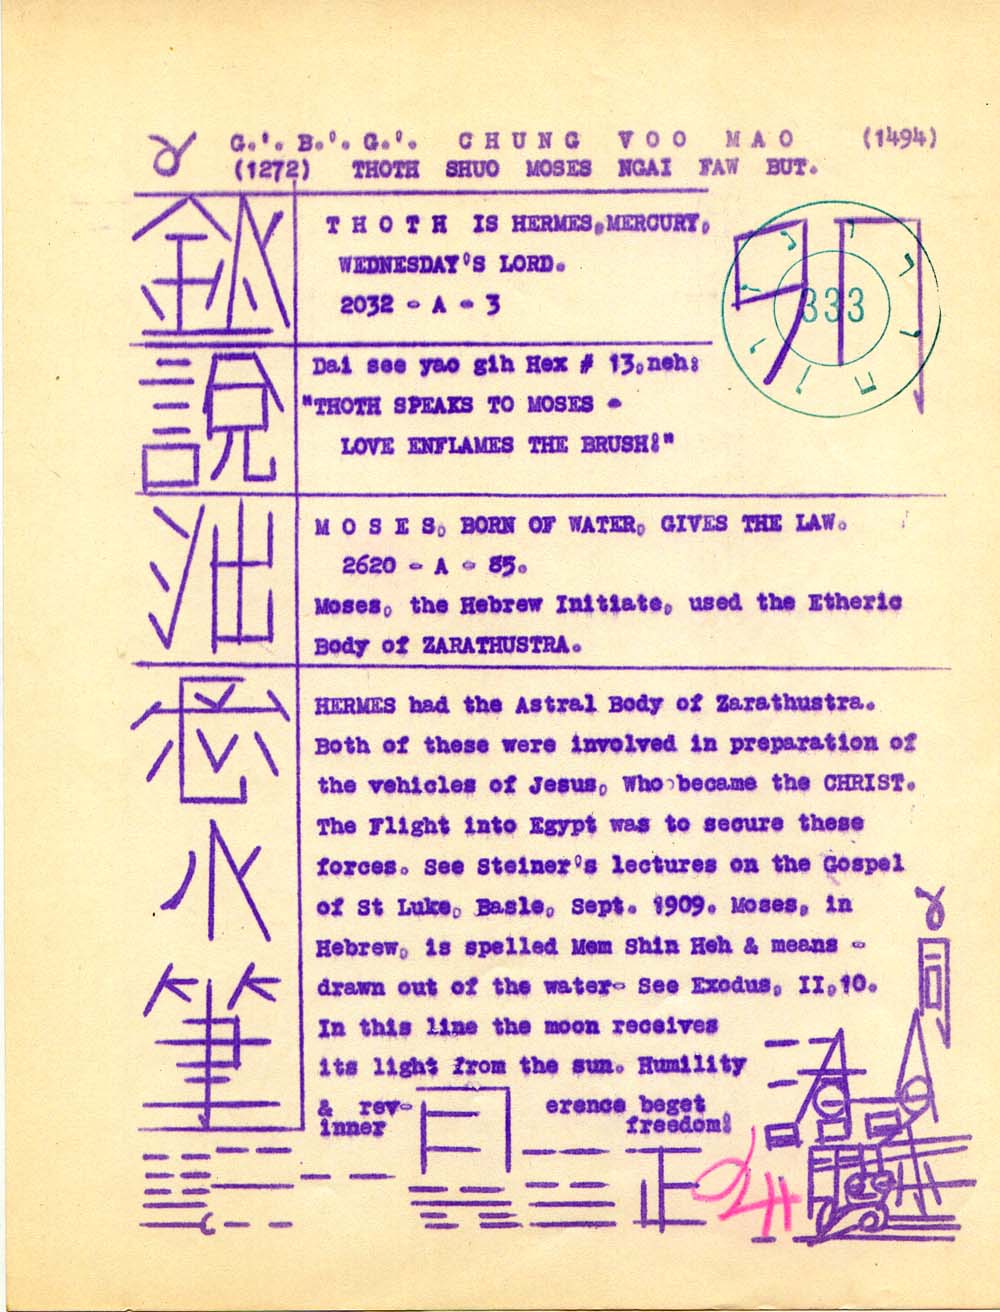 G.'. B.'. G.'. CHUNG VOO MAO (1494)
(1272) THOTH SHUO MOSES NGAI FAW BUT.
THOTH IS HERMES, MERCURY,
WEDNESDAY'S LORD.
2032 - A - 3
333
Dai see yao gih Hex # 13, neh:
"THOTH SPEAKS TO MOSES -
LOVE ENFLAMES THE BRUSH!"
說
MOSES, BORN OF WATER, GIVES THE LAW.
2620 - A - 85.
Moses, the Hebrew Initiate, used the Etheric
Body of ZARATHUSTRA.
HERMES had the Astral Body of Zarathustra.
Both of these were involved in preparation of
the vehicles of Jesus, Who became the CHRIST.
The Flight into Egypt was to secure these
forces. See Steiner's lectures on the Gospel
of St Luke, Basle, Sept. 1909. Moses, in
Hebrew, is spelled Mem Shin Heh & means -
drawn out of the water- See Exodus, II,10.
In this line the moon receives
its light from the sun. Humility
& rev- erence beget
inner freedom!
火
筆